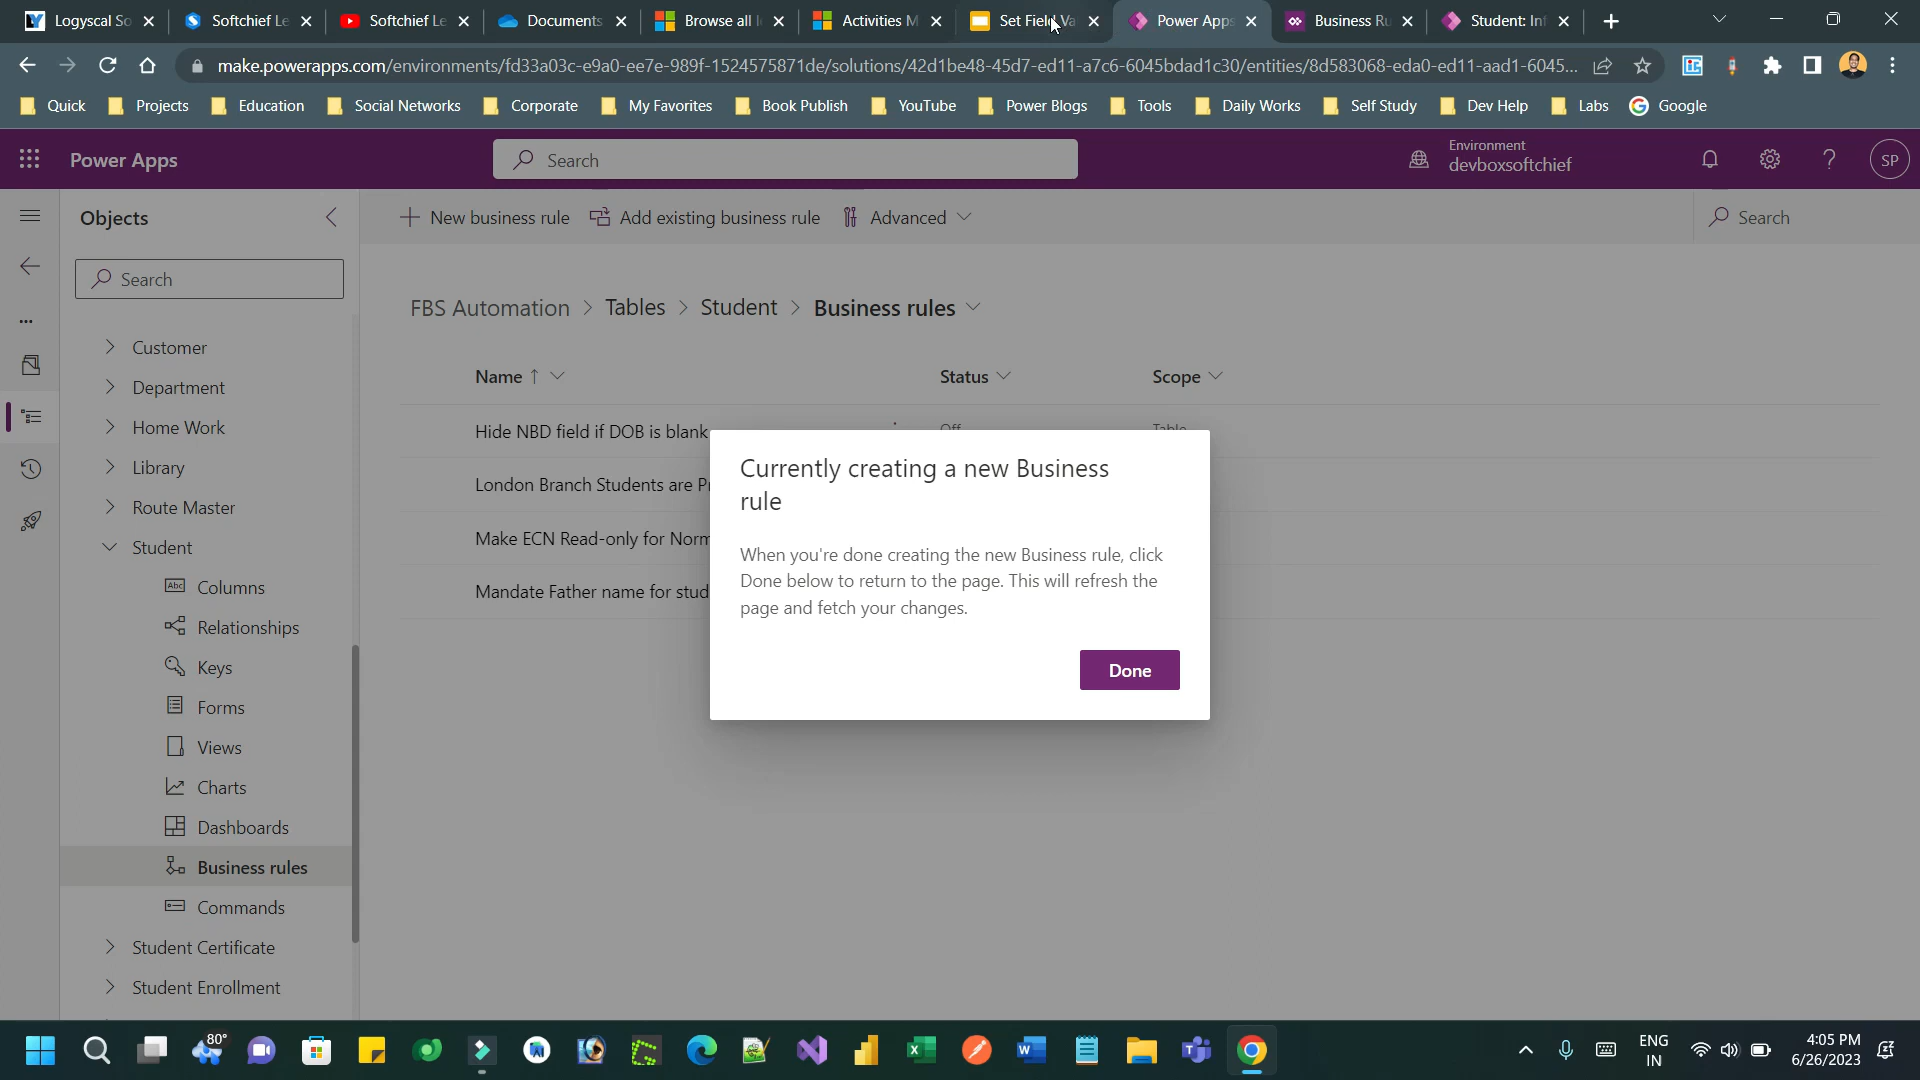 Logyscal So
Softchief Le
Softchief Le
Documents
Browse all
Activities M
Set Field Va
Power Apps
Business Ru
Student: Inf
make.powerapps.com/environments/fd33a03c-e9a0-ee7e-989f-1524575871de/solutions/42d1be48-45d7-ed11-a7c6-6045bdad1c30/entities/8d583068-eda0-ed11-aad1-6045...
Quick
Projects
Education
Social Networks
Corporate
My Favorites
Book Publish
YouTube
Power Blogs
Tools
Daily Works
Self Study
Dev Help
Labs
Google
Power Apps
Search
Environment
devboxsoftchief
SP
Objects
New business rule
Add existing business rule
Advanced
Search
Search
FBS Automation > Tables > Student > Business rules
Customer
Department
Home Work
Library
Route Master
Student
Columns
Relationships
Keys
Forms
Views
Charts
Dashboards
Business rules
Commands
Student Certificate
Student Enrollment
Name ↑
Status
Scope
Hide NBD field if DOB is blank
Off
Table
London Branch Students are P
Make ECN Read-only for Norm
Mandate Father name for stud
Currently creating a new Business
rule
When you're done creating the new Business rule, click
Done below to return to the page. This will refresh the
page and fetch your changes.
Done
80°
ENG
IN
4:05 PM
6/26/2023